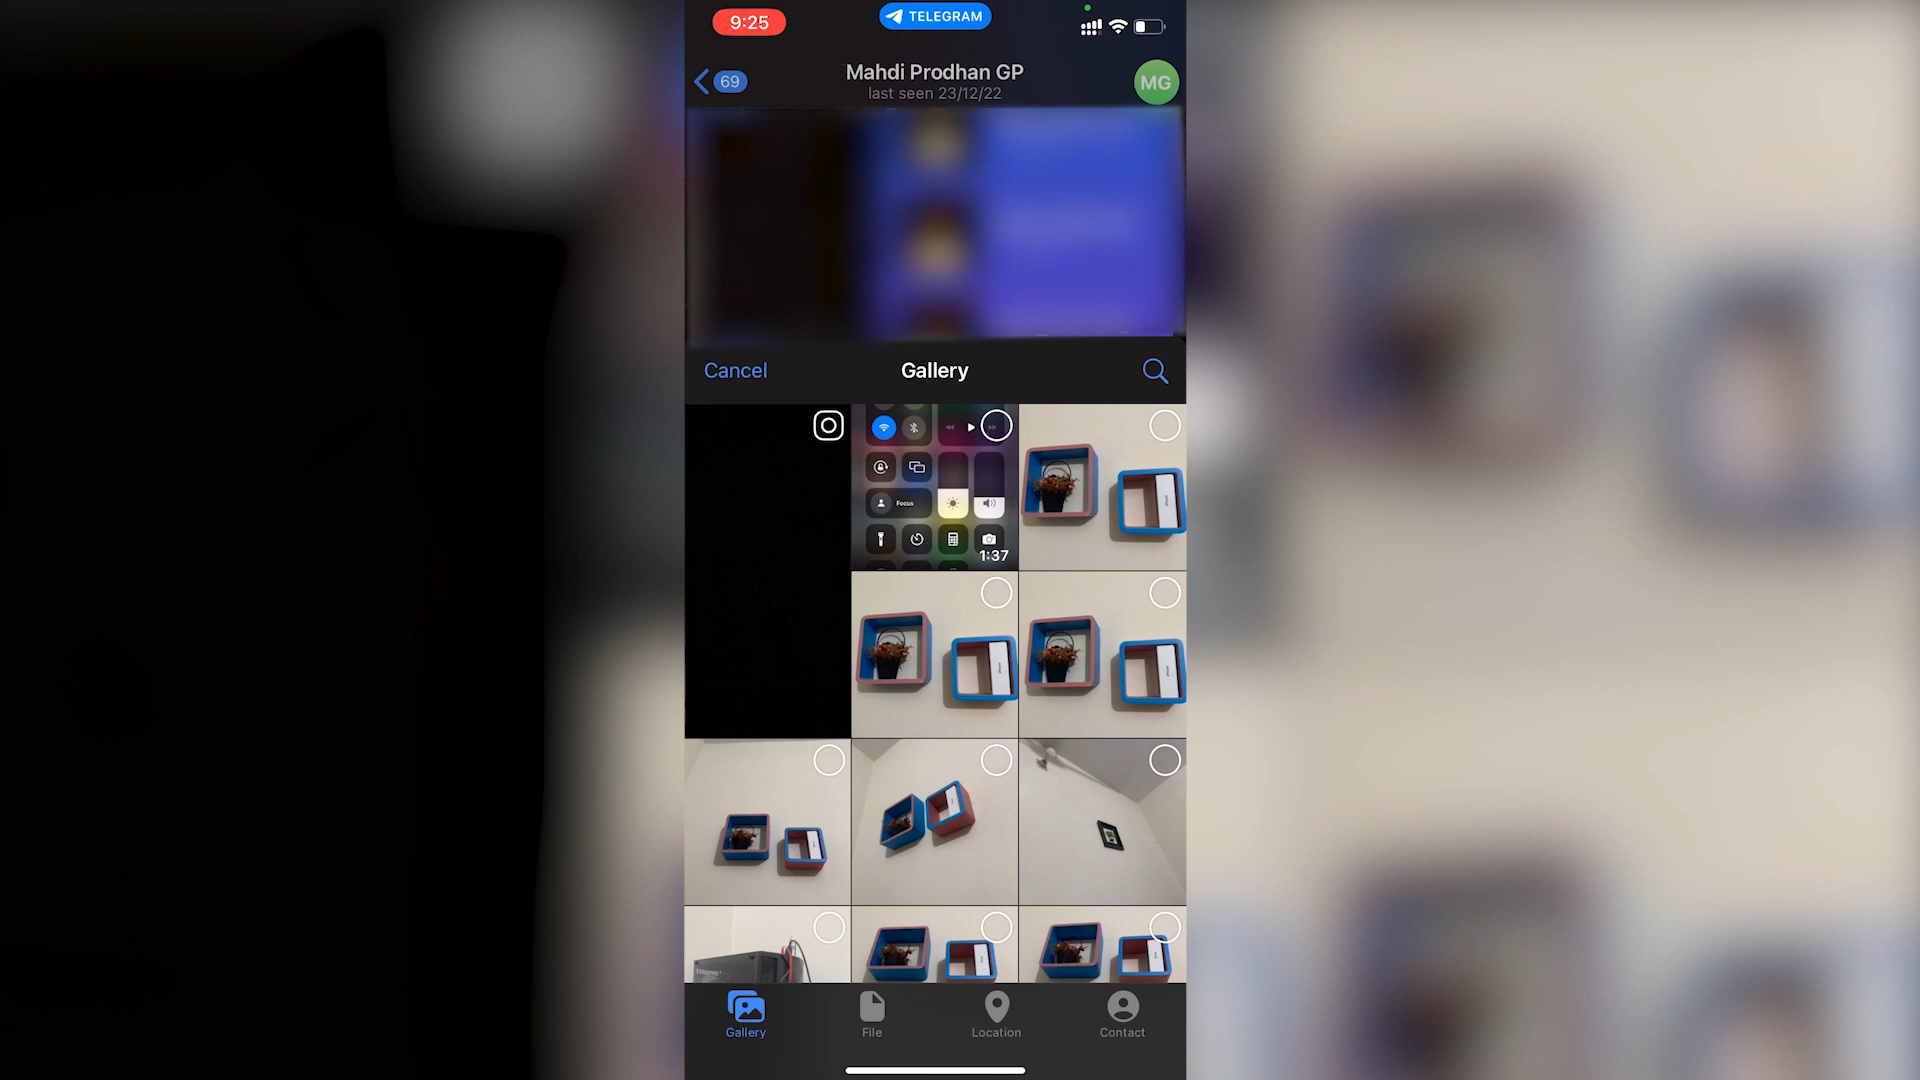 9:25
TELEGRAM
69
Mahdi Prodhan GP
last seen 23/12/22
MG
Cancel
Gallery
Focus
1:37
Gallery
File
Location
Contact